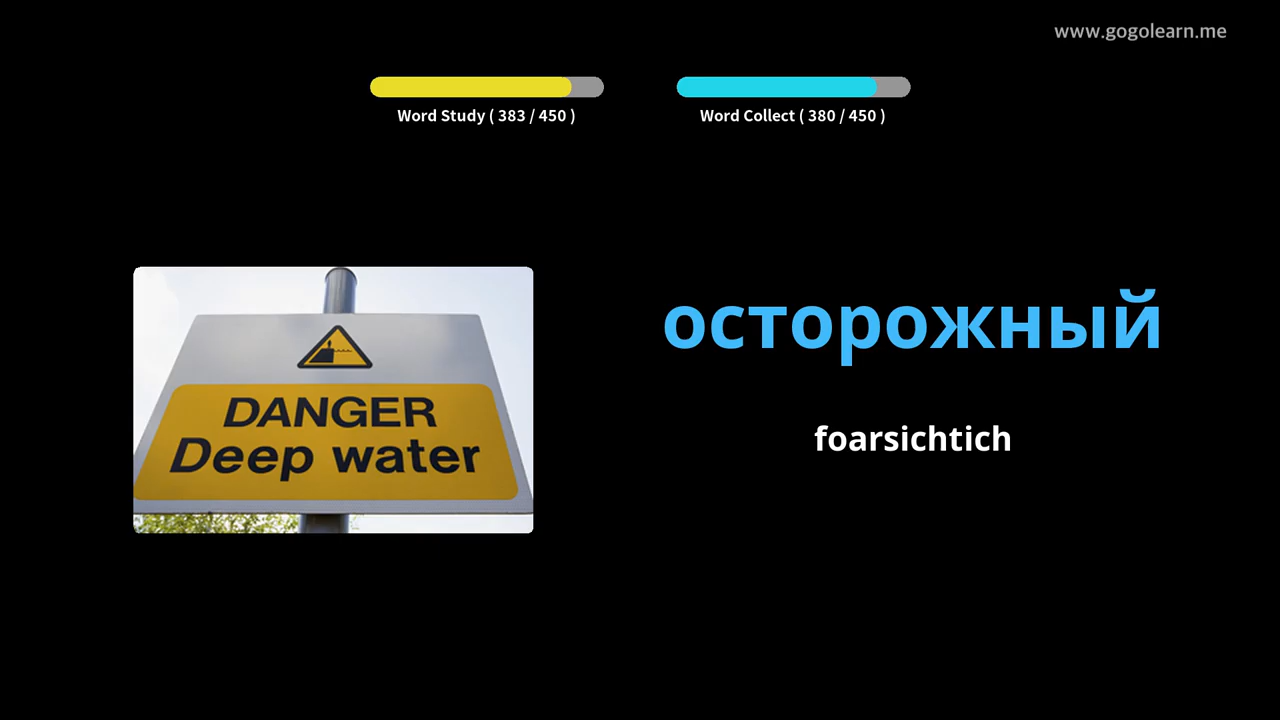 www.gogolearn.me
Word Study ( 383 / 450 )
Word Collect ( 380 / 450 )
DANGER
Deep water
осторожный
foarsichtich